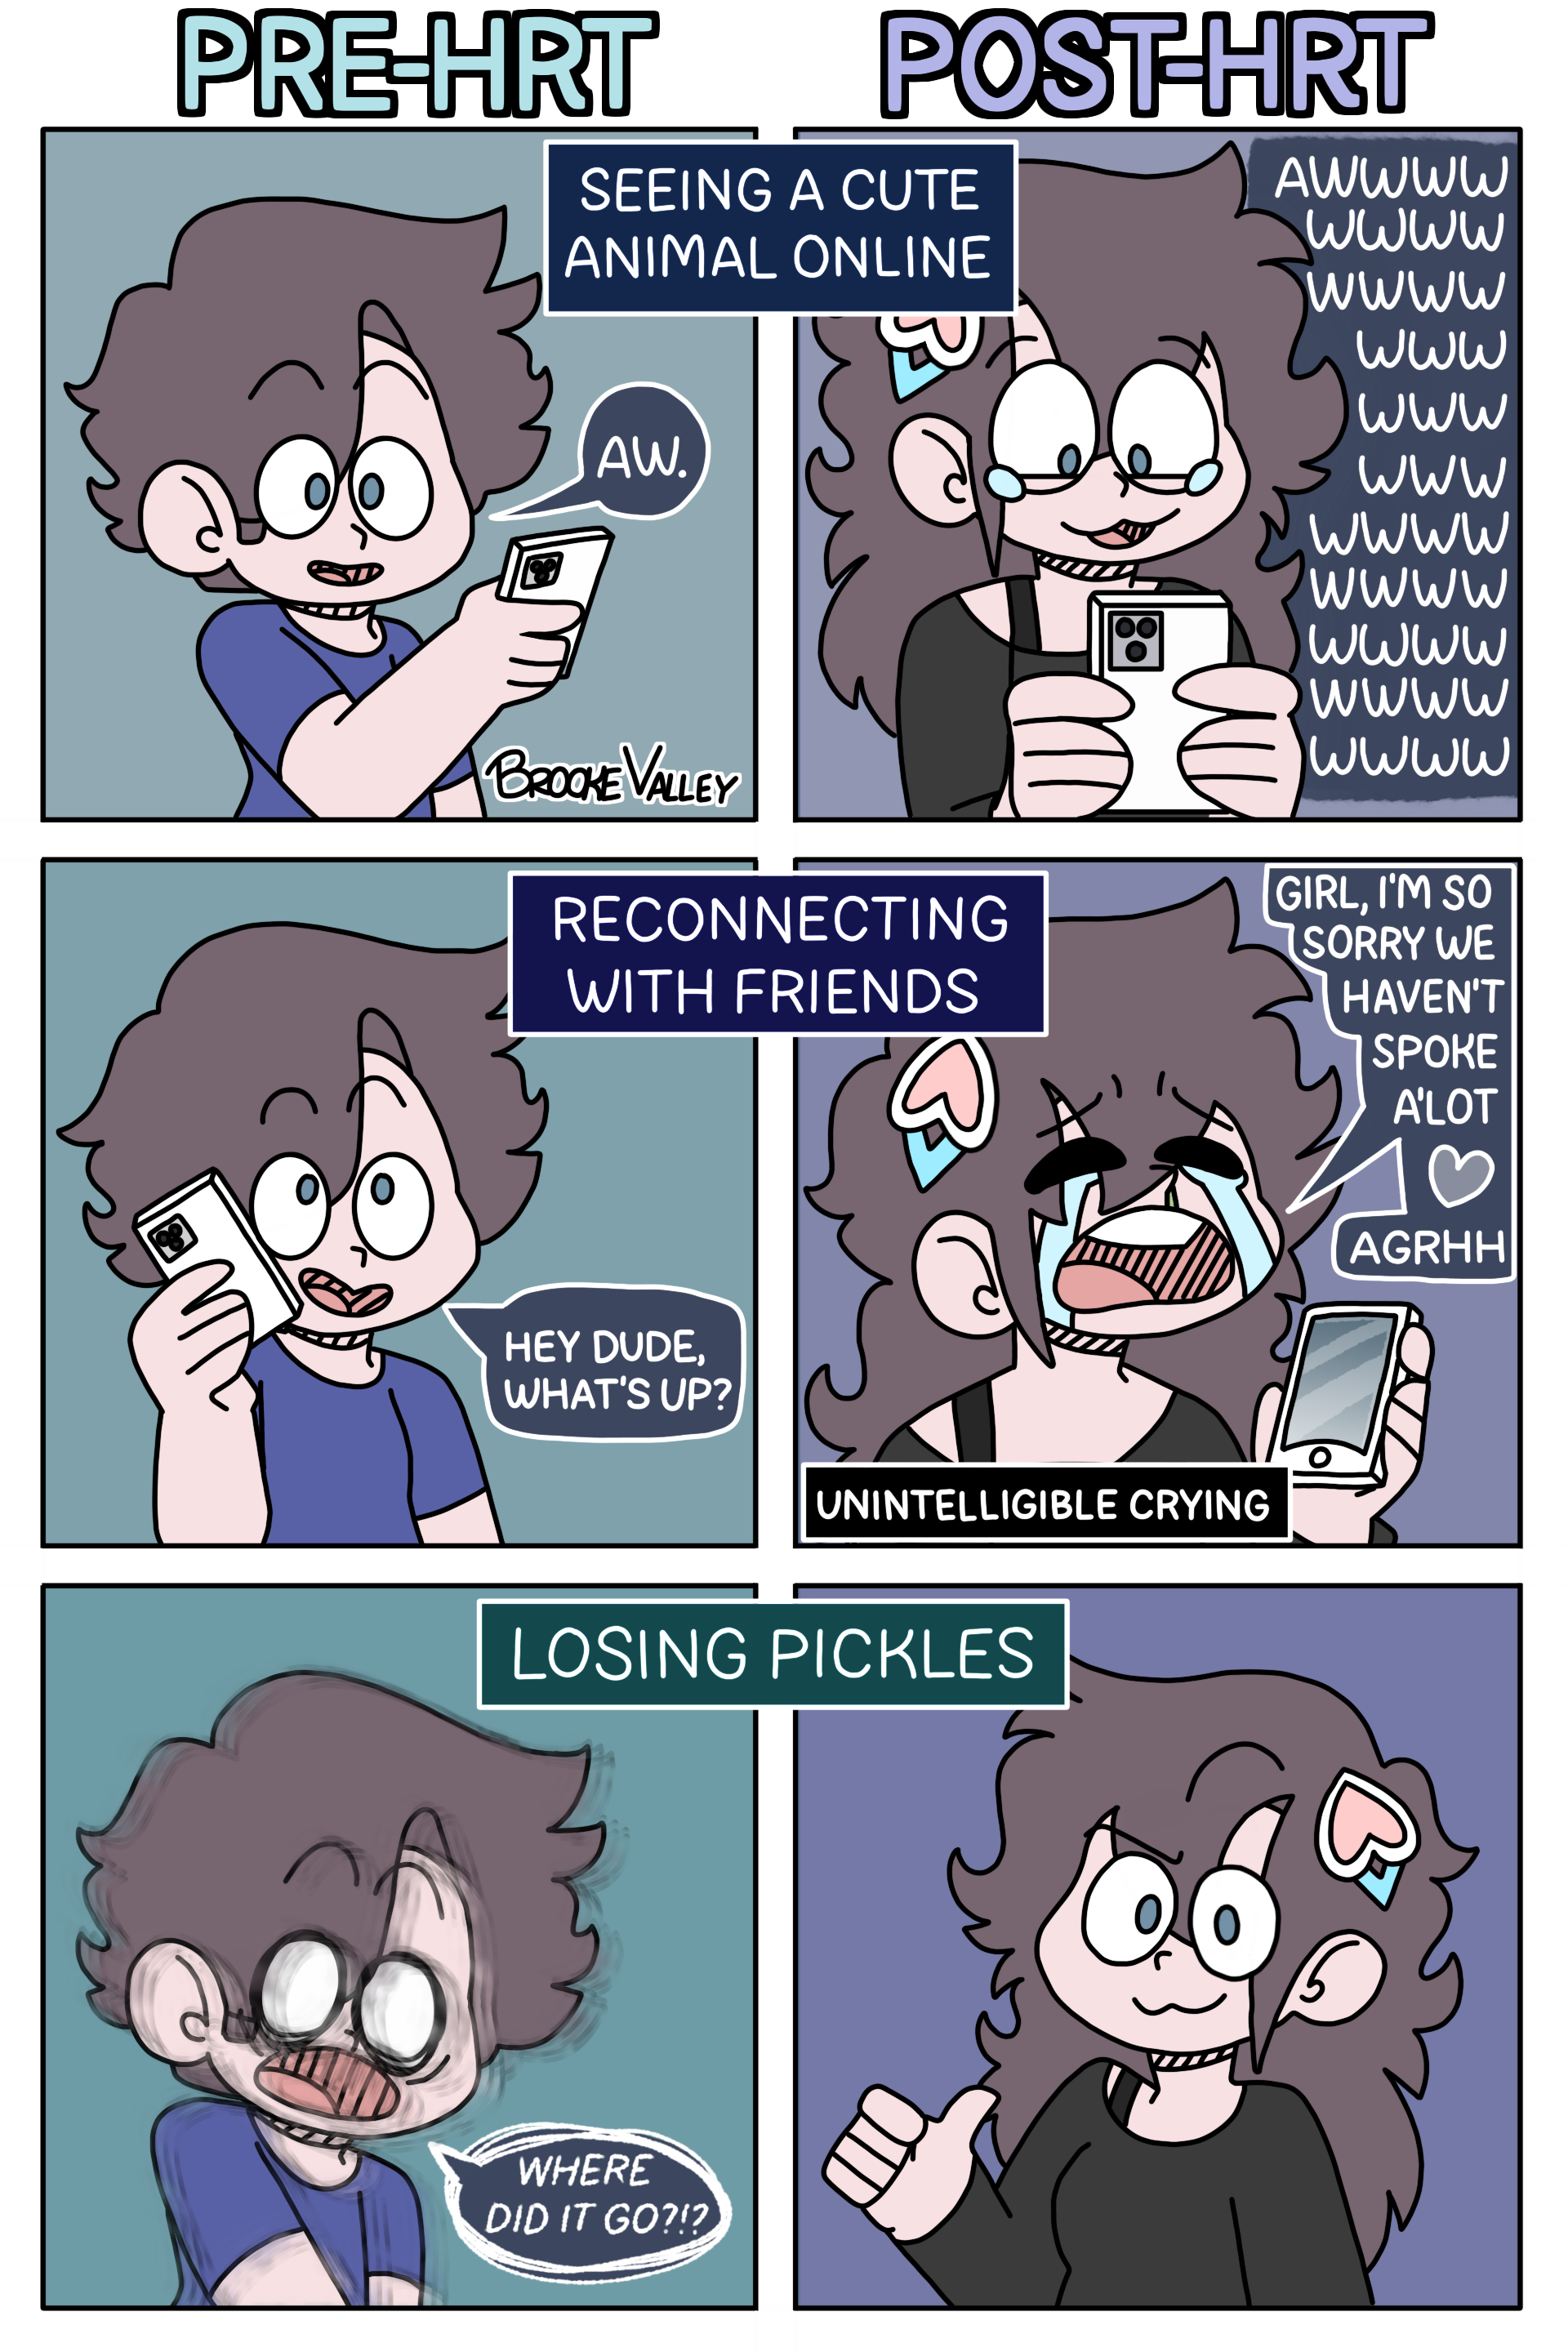 PRE-HRT
POST-HRT
SEEING A CUTE
ANIMAL ONLINE
AW.
BROOKE VALLEY
AWWWW
WWWW
WWWW
WWW
WWW
WWW
WWWW
WWWW
WWWW
WWWW
WWWW
RECONNECTING
WITH FRIENDS
HEY DUDE,
WHAT'S UP?
GIRL, I'M SO
SORRY WE
HAVEN'T
SPOKE
A'LOT
AGRHH
UNINTELLIGIBLE CRYING
LOSING PICKLES
WHERE
DID IT GO?!?